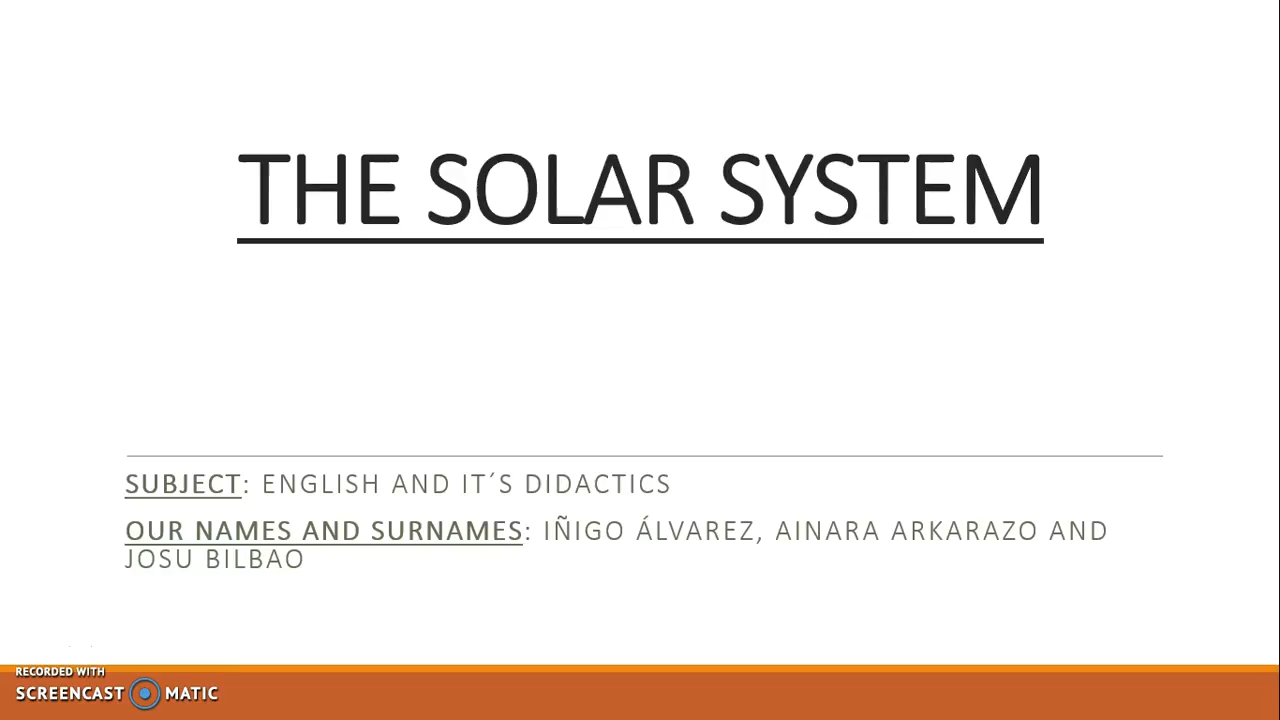 THE SOLAR SYSTEM
SUBJECT: ENGLISH AND IT´S DIDACTICS
OUR NAMES AND SURNAMES: IÑIGO ÁLVAREZ, AINARA ARKARAZO AND
JOSU BILBAO
RECORDED WITH
SCREENCAST MATIC